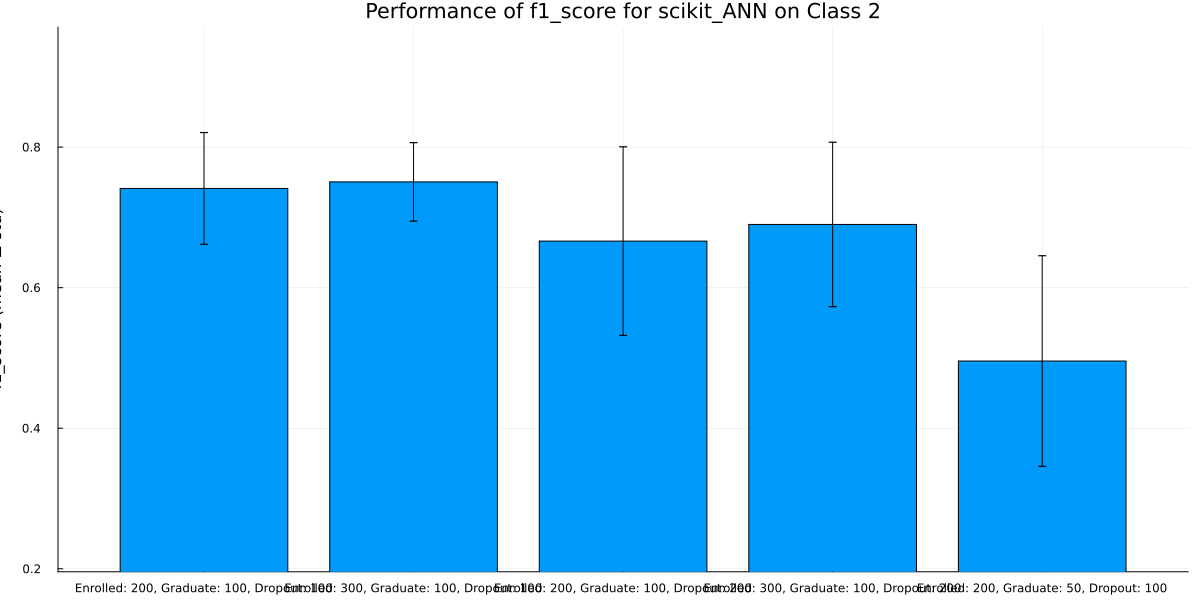 Performance of f1_score for scikit_ANN on Class 2
0.8
0.6
0.4
0.2
Enrolled: 200, Graduate: 100, Dropout: 100
Enrolled: 300, Graduate: 100, Dropout: 100
Enrolled: 200, Graduate: 100, Dropout: 200
Enrolled: 300, Graduate: 100, Dropout: 200
Enrolled: 200, Graduate: 50, Dropout: 100